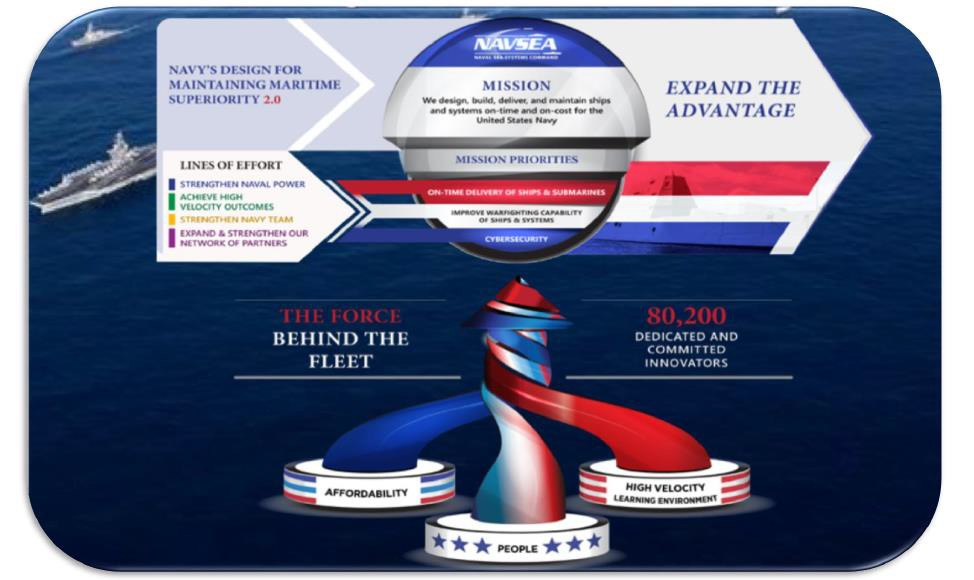 NAVY'S DESIGN FOR
MAINTAINING MARITIME
SUPERIORITY 2.0
LINES OF EFFORT
STRENGTHEN NAVAL POWER
ACHIEVE HIGH
VELOCITY OUTCOMES
STRENGTHEN NAVY TEAM
EXPAND & STRENGTHEN OUR
NETWORK OF PARTNERS
NAVSEA
NAVAL SEA SYSTEMS COMMAND
MISSION
We design, build, deliver, and maintain ships
and systems on-time and on-cost for the
United States Navy
MISSION PRIORITIES
ON-TIME DELIVERY OF SHIPS & SUBMARINES
IMPROVE WARFIGHTING CAPABILITY
OF SHIPS & SYSTEMS
CYBERSECURITY
EXPAND THE
ADVANTAGE
THE FORCE
BEHIND THE
FLEET
80,200
DEDICATED AND
COMMITTED
INNOVATORS
AFFORDABILITY
HIGH VELOCITY
LEARNING ENVIRONMENT
PEOPLE